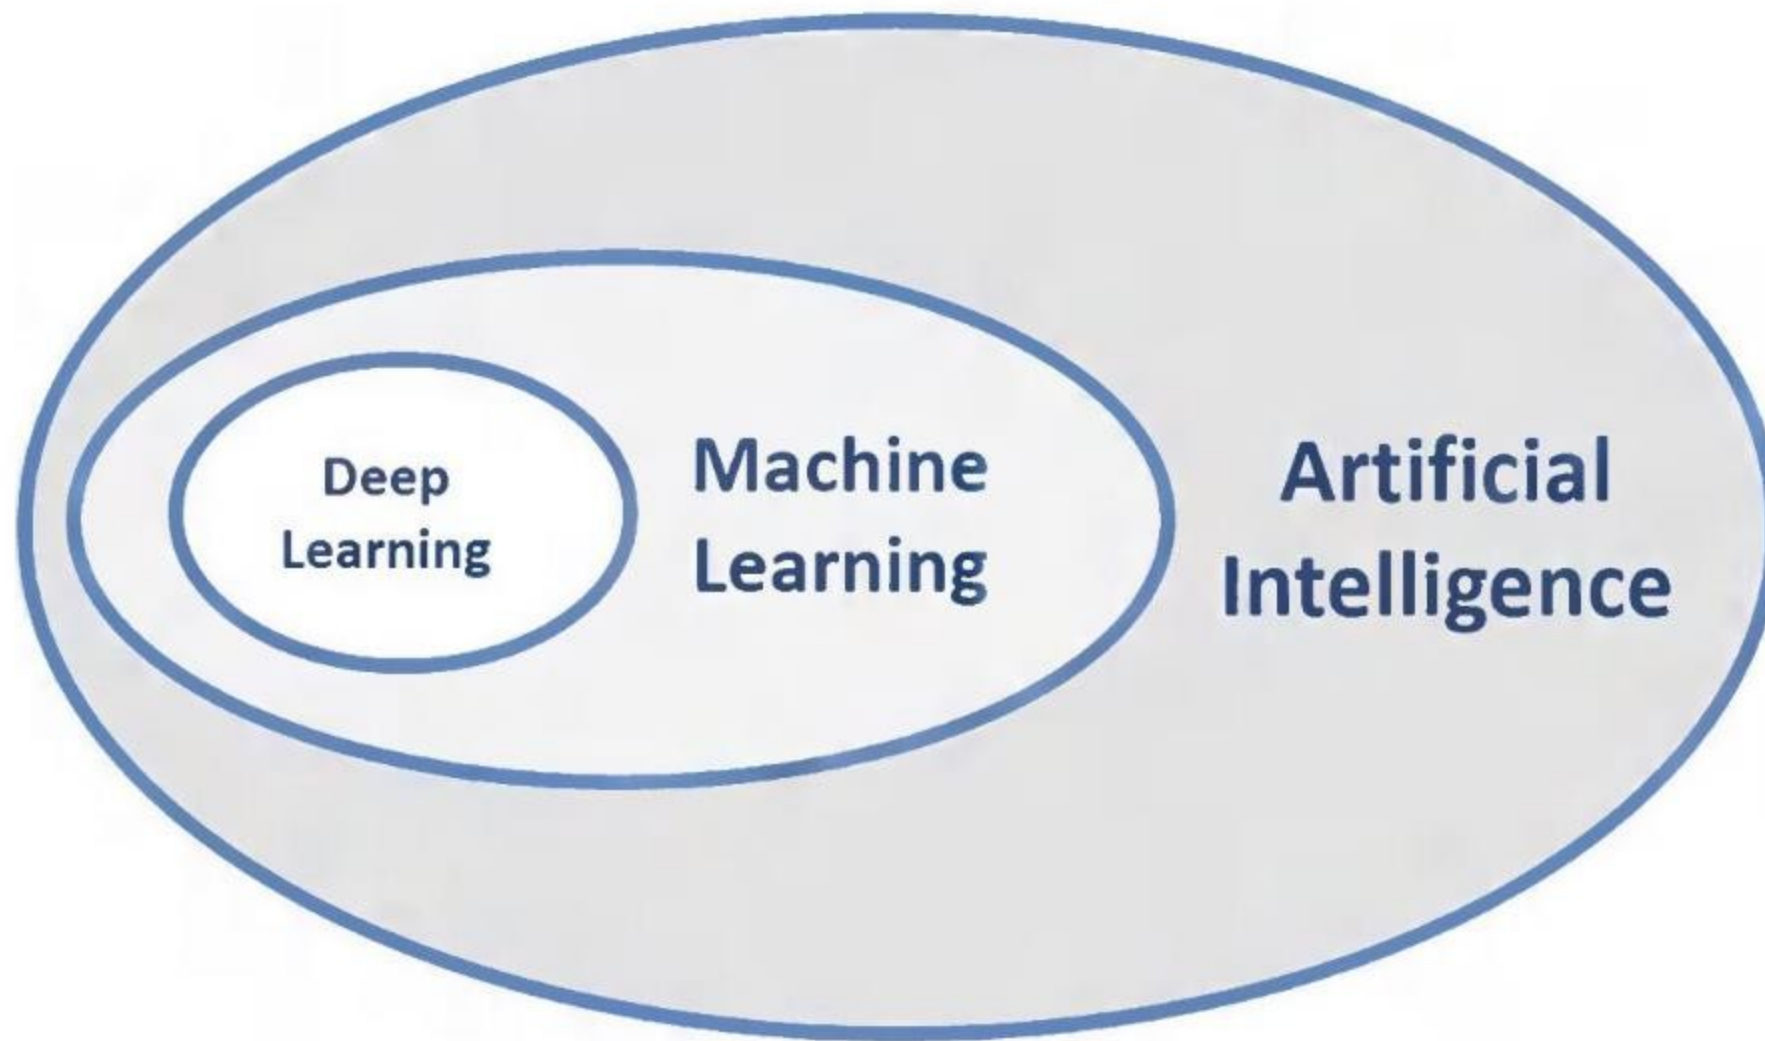 Deep
Learning
Machine
Learning
Artificial
Intelligence